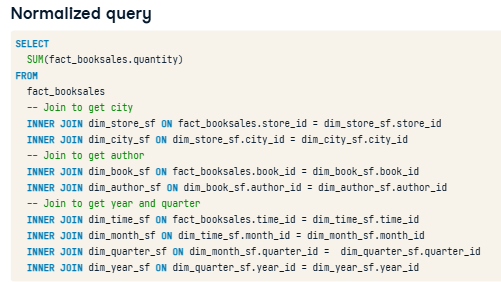 Normalized query
SELECT
SUM(fact_booksales.quantity)
FROM
fact_booksales
-- Join to get city
INNER JOIN dim_store_sf ON fact_booksales.store_id = dim_store_sf.store_id
INNER JOIN dim_city_sf ON dim_store_sf.city_id = dim_city_sf.city_id
-- Join to get author
INNER JOIN dim_book_sf ON fact_booksales.book_id = dim_book_sf.book_id
INNER JOIN dim_author_sf ON dim_book_sf.author_id = dim_author_sf.author_id
-- Join to get year and quarter
INNER JOIN dim_time_sf ON fact_booksales.time_id = dim_time_sf.time_id
INNER JOIN dim_month_sf ON dim_time_sf.month_id = dim_month_sf.month_id
INNER JOIN dim_quarter_sf ON dim_month_sf.quarter_id =  dim_quarter_sf.quarter_id
INNER JOIN dim_year_sf ON dim_quarter_sf.year_id = dim_year_sf.year_id